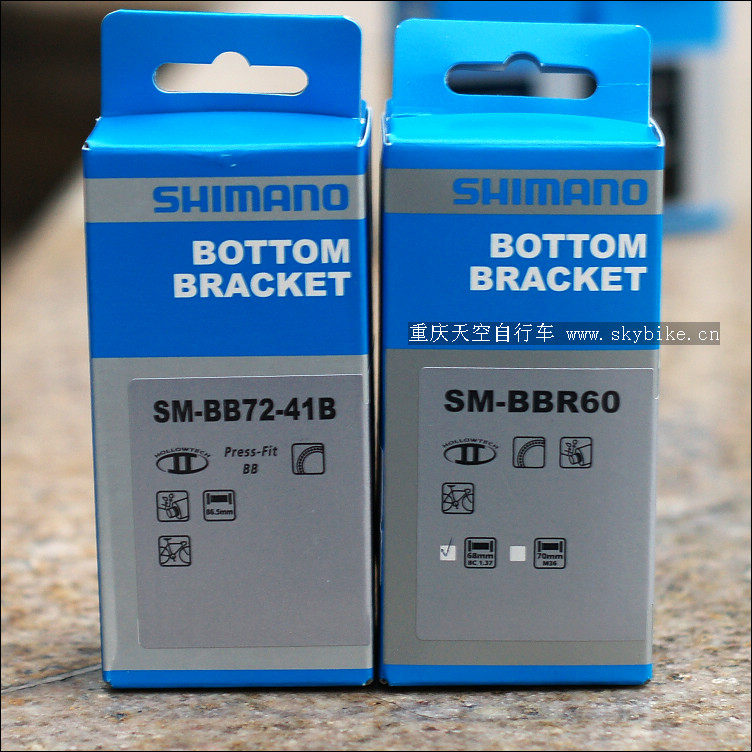 SHIMANO
BOTTOM
BRACKET
SM-BB72-41B
HOLLOWTECH
II
Press-Fit
BB
86.5mm
SHIMANO
BOTTOM
BRACKET
重庆天空自行车 www.skybike.cn
SM-BBR60
HOLLOWTECH
II
68mm
BC 1.37
70mm
M36